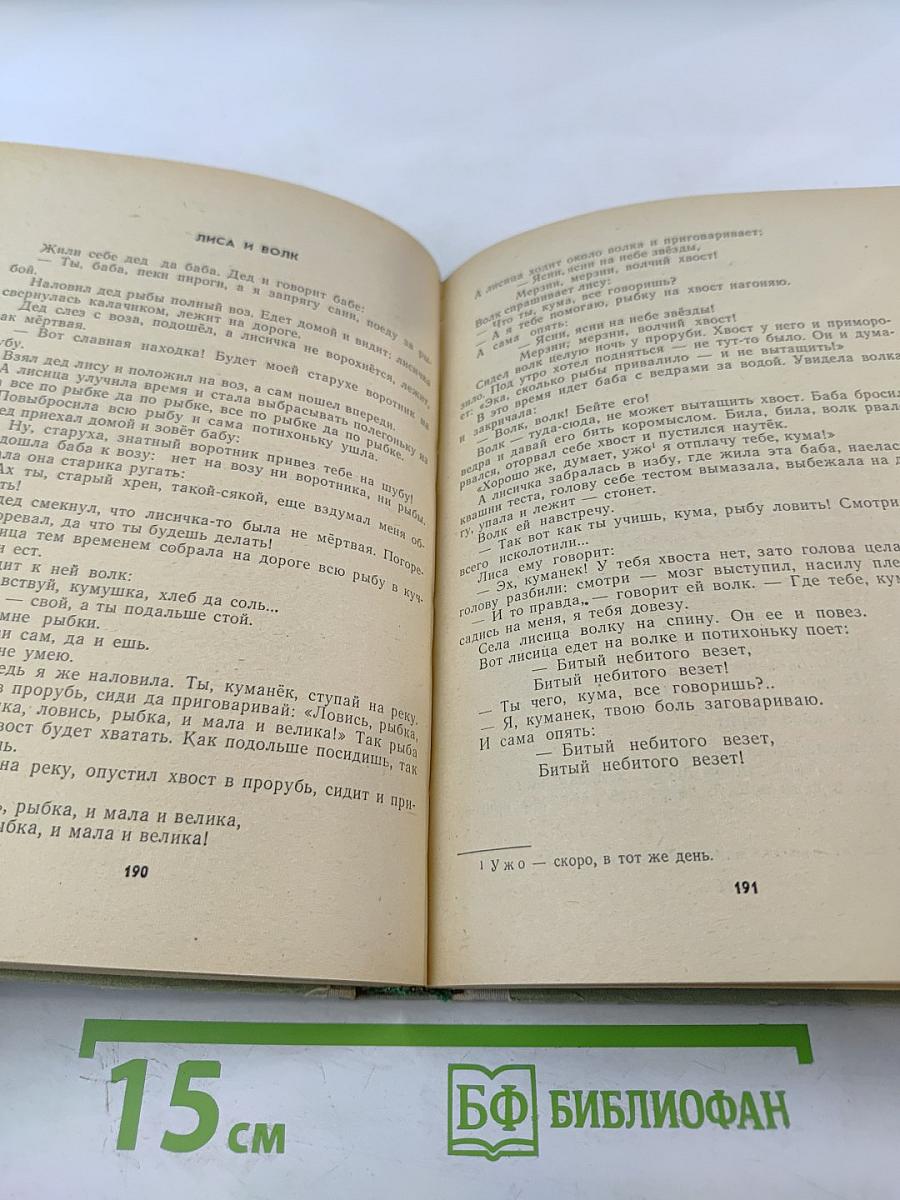 ЛИСА И ВОЛК
Жили себе дед да баба. Дед и говорит бабе:
— Ты, баба, пеки пироги, а я запрягу сани, поеду за ры-
бой.
Наловил дед рыбы полный воз. Едет домой и видит: лисичка
свернулась калачиком, лежит на дороге.
Дед слез с воза, подошёл, а лисичка не ворохнётся, лежит,
ак мёртвая.
— Вот славная находка! Будет моей старухе воротник на
убу.
Взял дед лису и положил на воз, а сам пошел впереди.
А лисица улучила время и стала выбрасывать полегоньку из
а все по рыбке да по рыбке, все по рыбке да по рыбке.
Повыбросила всю рыбу и сама потихоньку ушла.
ед приехал домой и зовёт бабу:
Ну, старуха, знатный воротник привез тебе на шубу!
дошла баба к возу: нет на возу ни воротника, ни рыбы.
ала она старика ругать:
Ах ты, старый хрен, такой-сякой, еще вздумал меня об-
ть!
дед смекнул, что лисичка-то была не мёртвая. Погоре-
оревал, да что ты будешь делать!
ица тем временем собрала на дороге всю рыбу в куч-
и ест.
дит к ней волк:
авствуй, кумушка, хлеб да соль...
— свой, а ты подальше стой.
мне рыбки.
и сам, да и ешь.
не умею.
едь я же наловила. Ты, куманёк, ступай на реку,
в прорубь, сиди да приговаривай: «Ловись, рыбка,
ка, ловись, рыбка, и мала и велика!» Так рыба
вост будет хватать. Как подольше посидишь, так
ь.
на реку, опустил хвост в прорубь, сидит и при-
ь, рыбка, и мала и велика,
ыбка, и мала и велика!
190
А лисица ходит около волка и приговаривает:
— Ясни, ясни на небе звёзды,
Мерзни, мерзни, волчий хвост!
Волк спрашивает лису:
— Что ты, кума, все говоришь?
— А я тебе помогаю, рыбку на хвост нагоняю.
А сама опять:
— Ясни, ясни на небе звёзды!
Мерзни; мерзни, волчий хвост!
Сидел волк целую ночь у проруби. Хвост у него и приморо-
зило. Под утро хотел подняться — не тут-то было. Он и дума-
ет: «Эка, сколько рыбы привалило — и не вытащить!»
В это время идет баба с ведрами за водой. Увидела волка
и закричала:
— Волк, волк! Бейте его!
Волк — туда-сюда, не может вытащить хвост. Баба бросил
ведра и давай его бить коромыслом. Била, била, волк рвал
рвался, оторвал себе хвост и пустился наутёк.
«Хорошо же, думает, ужо¹ я отплачу тебе, кума!»
А лисичка забралась в избу, где жила эта баба, наелас
квашни теста, голову себе тестом вымазала, выбежала на д
гу, упала и лежит — стонет.
Волк ей навстречу.
— Так вот как ты учишь, кума, рыбу ловить! Смотри
всего исколотили...
Лиса ему говорит:
— Эх, куманек! У тебя хвоста нет, зато голова цела
голову разбили: смотри — мозг выступил, насилу пле
— И то правда, — говорит ей волк. — Где тебе, кум
садись на меня, я тебя довезу.
Села лисица волку на спину. Он ее и повез.
Вот лисица едет на волке и потихоньку поет:
— Битый небитого везет,
Битый небитого везет!
— Ты чего, кума, все говоришь?..
— Я, куманек, твою боль заговариваю.
И сама опять:
— Битый небитого везет,
Битый небитого везет!
1 Ужо — скоро, в тот же день.
191
15 см
БФ БИБЛИОФАН